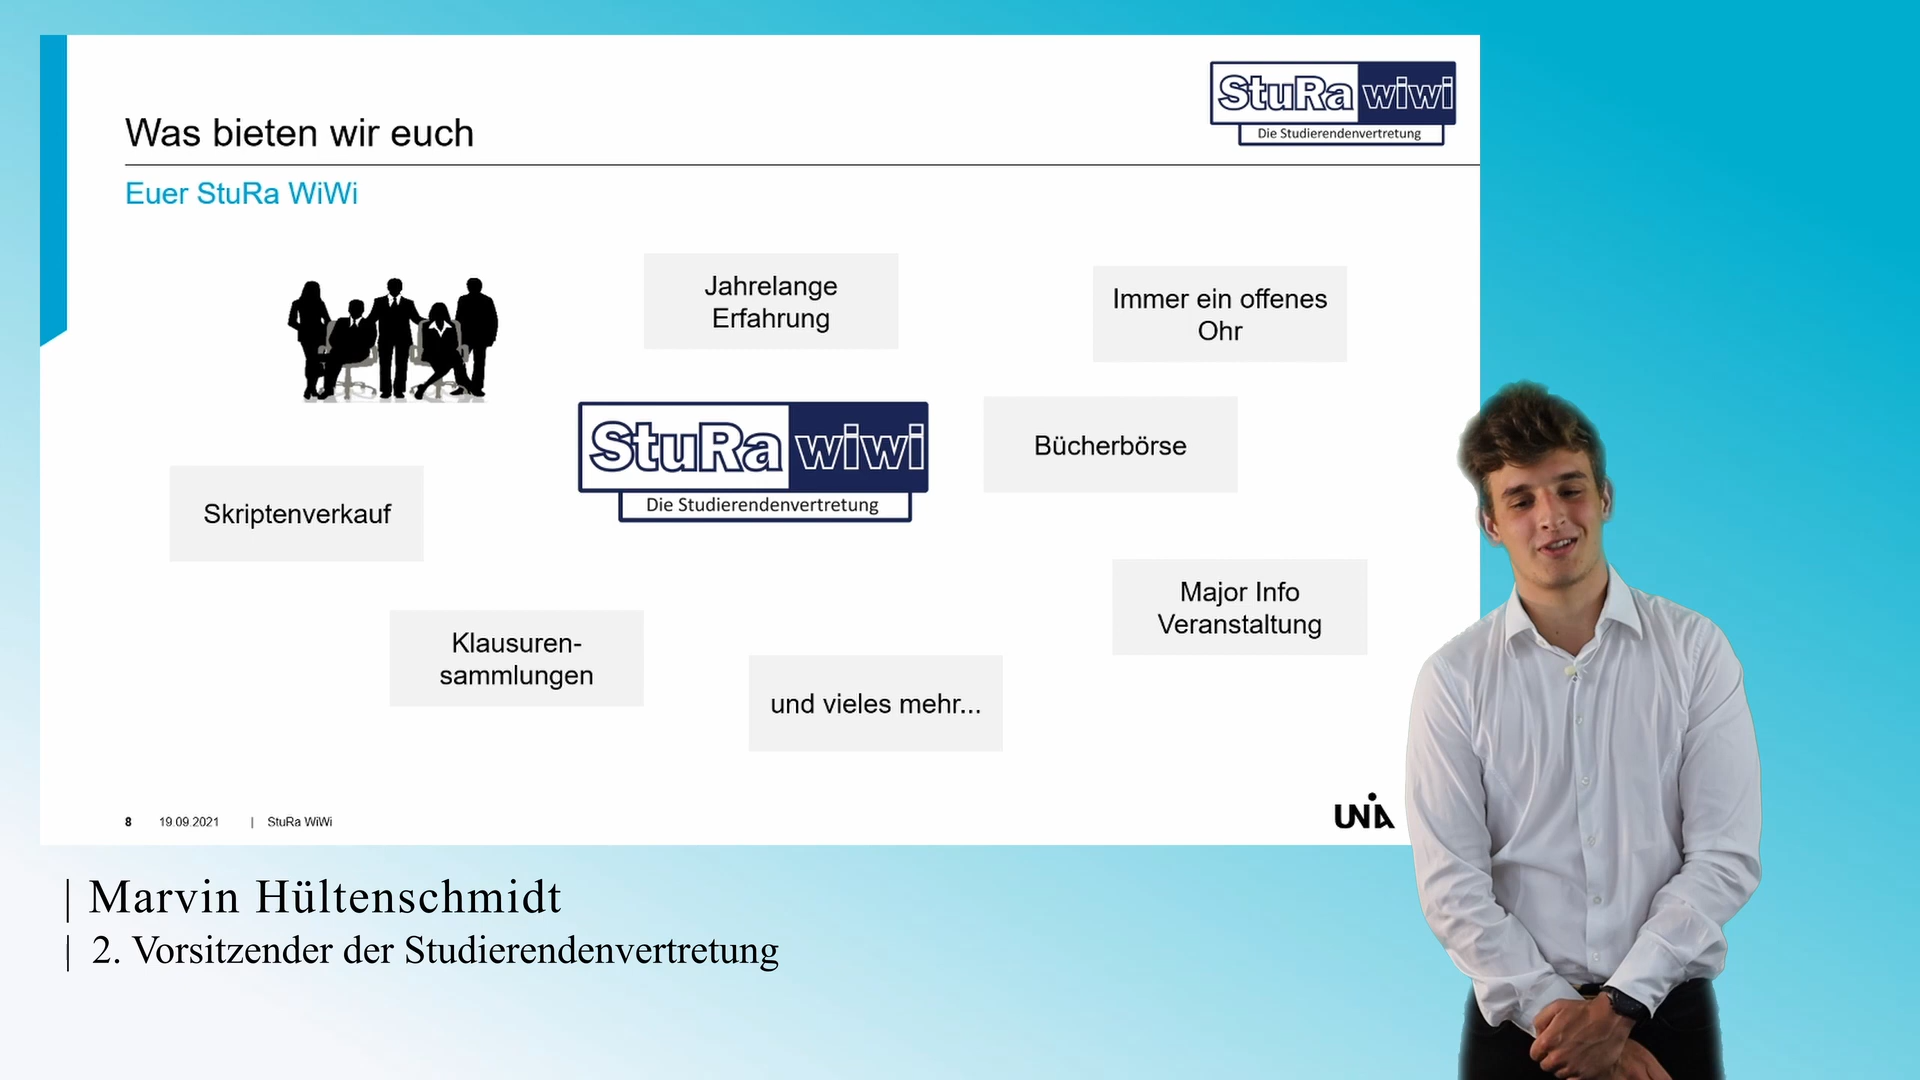 StuRa wiwi
Die Studierendenvertretung
Was bieten wir euch
Euer StuRa WiWi
Jahrelange
Erfahrung
Immer ein offenes
Ohr
StuRa wiwi
Die Studierendenvertretung
Bücherbörse
Skriptenverkauf
Major Info
Veranstaltung
Klausuren-
sammlungen
und vieles mehr...
8 19.09.2021 | StuRa WiWi
UNIA
| Marvin Hültenschmidt
| 2. Vorsitzender der Studierendenvertretung